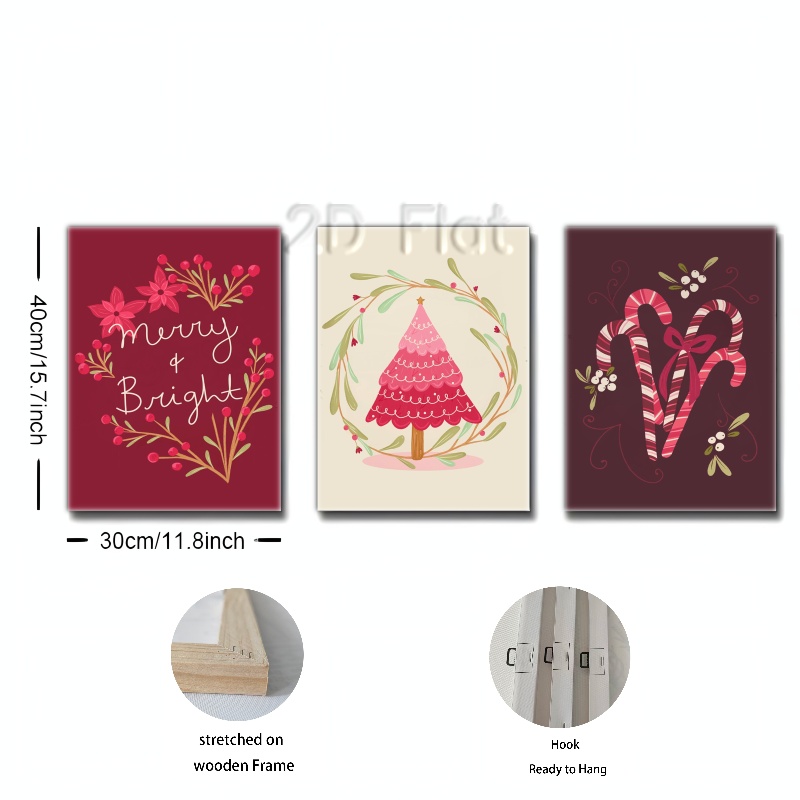 2D Flat
40cm/15.7inch
merry
&
Bright
30cm/11.8inch
stretched on
wooden Frame
Hook
Ready to Hang